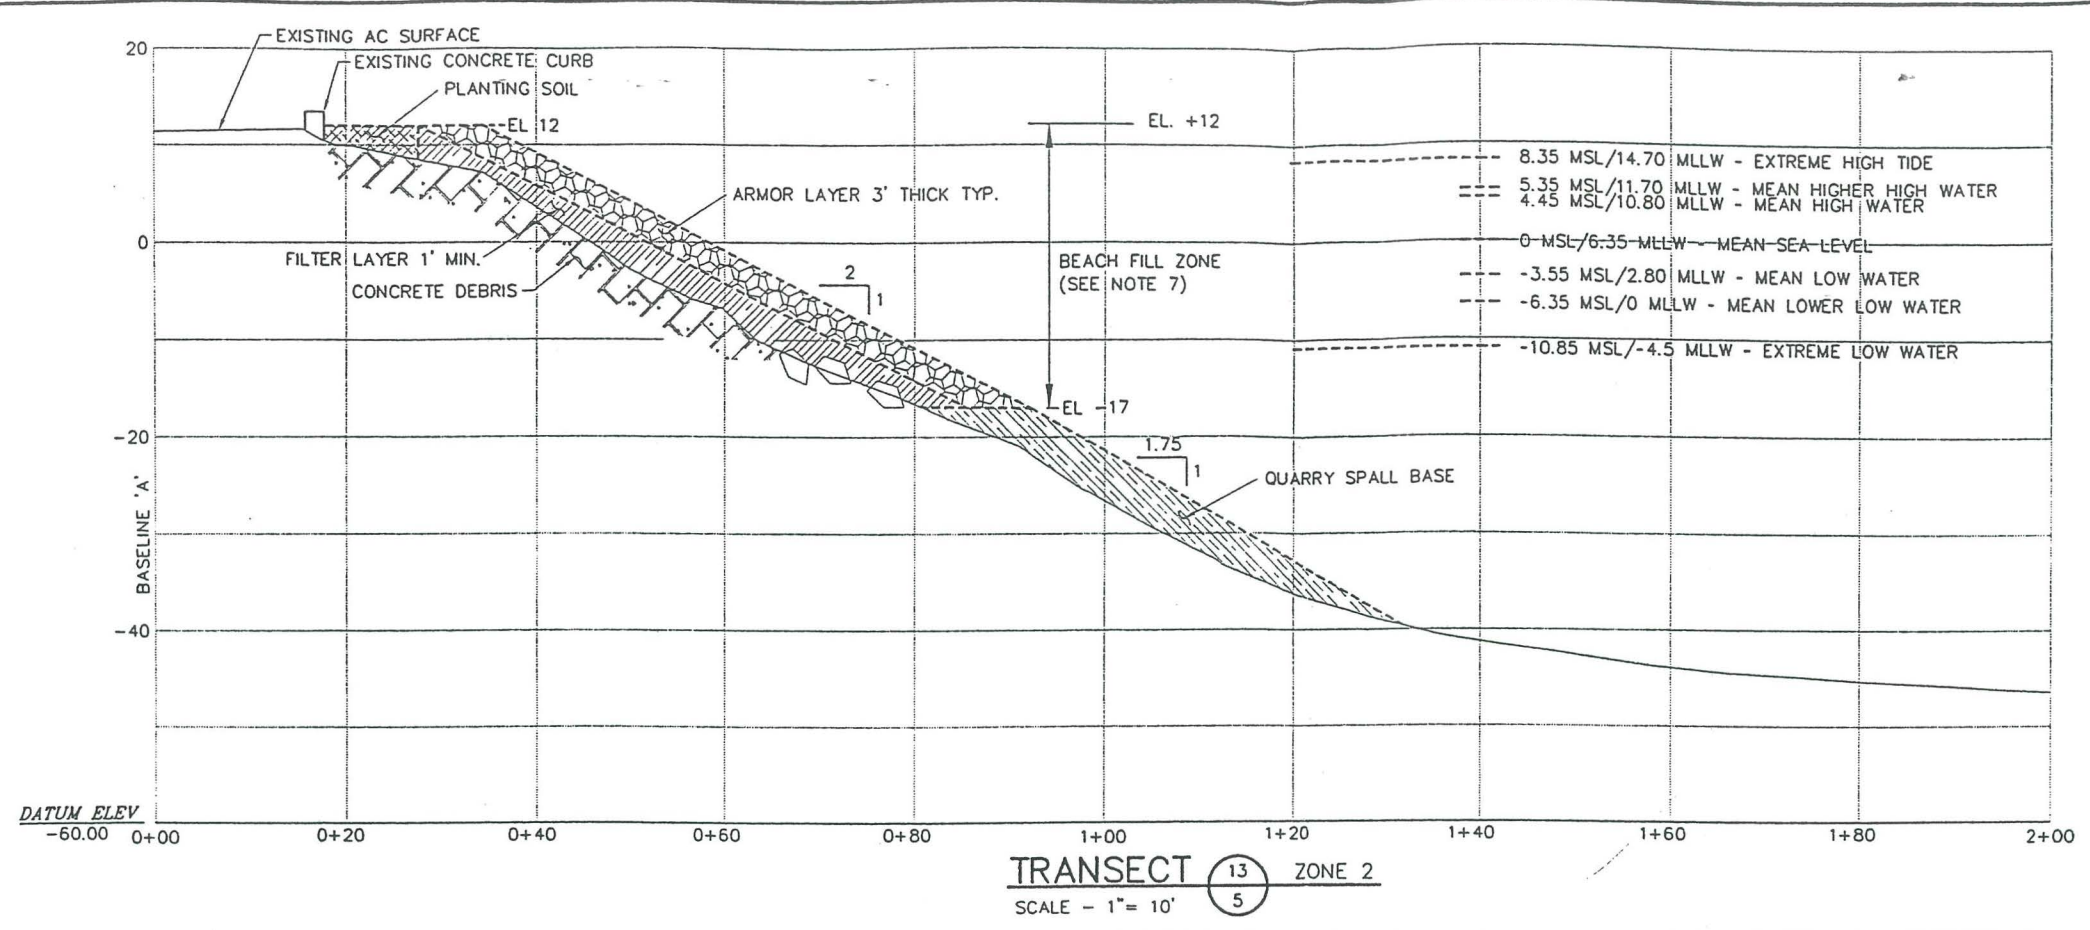 EXISTING AC SURFACE
20
EXISTING CONCRETE CURB
PLANTING SOIL
EL 12
EL. +12
8.35 MSL/14.70 MLLW - EXTREME HIGH TIDE
5.35 MSL/11.70 MLLW - MEAN HIGHER HIGH WATER
4.45 MSL/10.80 MLLW - MEAN HIGH WATER
ARMOR LAYER 3' THICK TYP.
0
0 MSL/6.35 MLLW - MEAN SEA LEVEL
FILTER LAYER 1' MIN.
CONCRETE DEBRIS
2
1
BEACH FILL ZONE
(SEE NOTE 7)
-3.55 MSL/2.80 MLLW - MEAN LOW WATER
-6.35 MSL/0 MLLW - MEAN LOWER LOW WATER
-10.85 MSL/-4.5 MLLW - EXTREME LOW WATER
EL -17
-20
1.75
1
QUARRY SPALL BASE
BASELINE 'A'
-40
DATUM ELEV
-60.00
0+00 0+20 0+40 0+60 0+80 1+00 1+20 1+40 1+60 1+80 2+00
TRANSECT 13 5 ZONE 2
SCALE - 1"= 10'